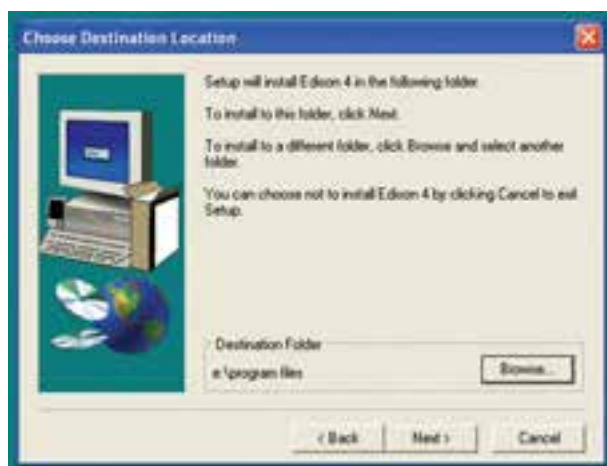 Choose Destination Location
Setup will install Edison 4 in the following folder.
To install to this folder, click Next.
To install to a different folder, click Browse and select another
folder.
You can choose not to install Edison 4 by clicking Cancel to exit
Setup.
Destination Folder
e:\program files
Browse...
< Back
Next >
Cancel